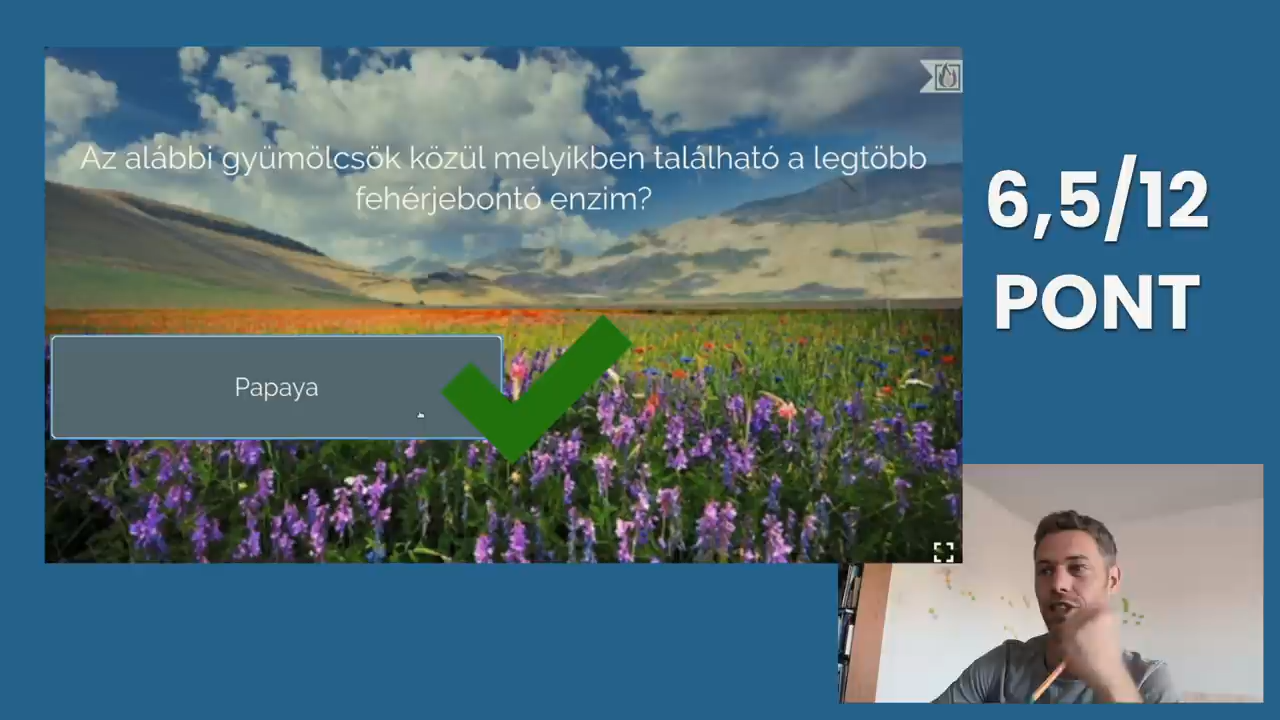 Az alábbi gyümölcsök közül melyikben található a legtöbb
fehérjebontó enzim?
Papaya
6,5/12
PONT